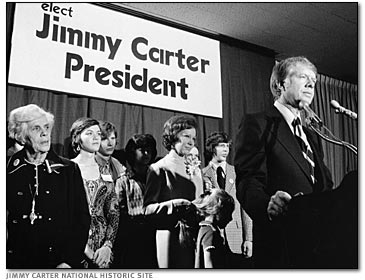 elect
Jimmy Carter
President
JIMMY CARTER NATIONAL HISTORIC SITE